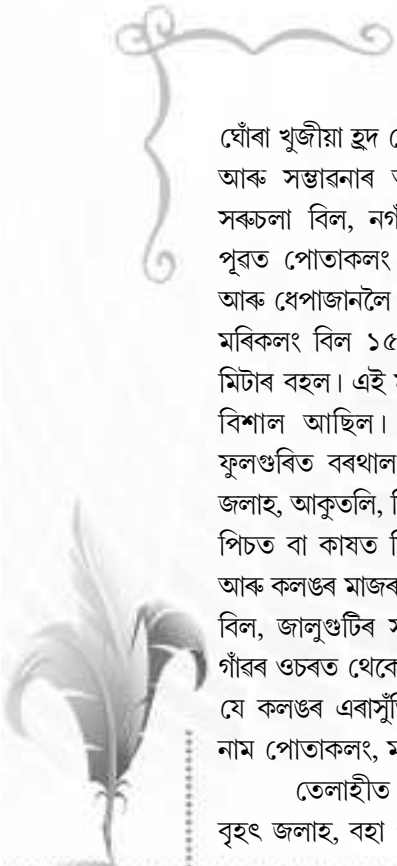 ঘোঁৰা খুজীয়া হ্ৰদ
আৰু সম্ভাৱনাৰ
সৰুচলা বিল, নগাঁ
পূৱত পোতাকলং
আৰু ধেপাজানলৈ
মৰিকলং বিল ১৫
মিটাৰ বহল। এই
বিশাল আছিল।
ফুলগুৰিত বৰথাল
জলাহ, আকুতলি,
পিচত বা কাষত
আৰু কলঙৰ মাজৰ
বিল, জালুগুটিৰ
গাঁৱৰ ওচৰত থেকে
যে কলঙৰ এৰাসুঁতি
নাম পোতাকলং,
তেলাহীত
বৃহৎ জলাহ, বহা